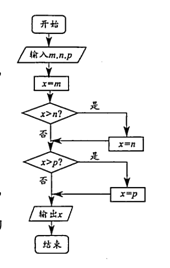 开始
输入m,n,p
x=m
x>n?
是
否
x=n
x>p?
是
否
x=p
输出x
结束